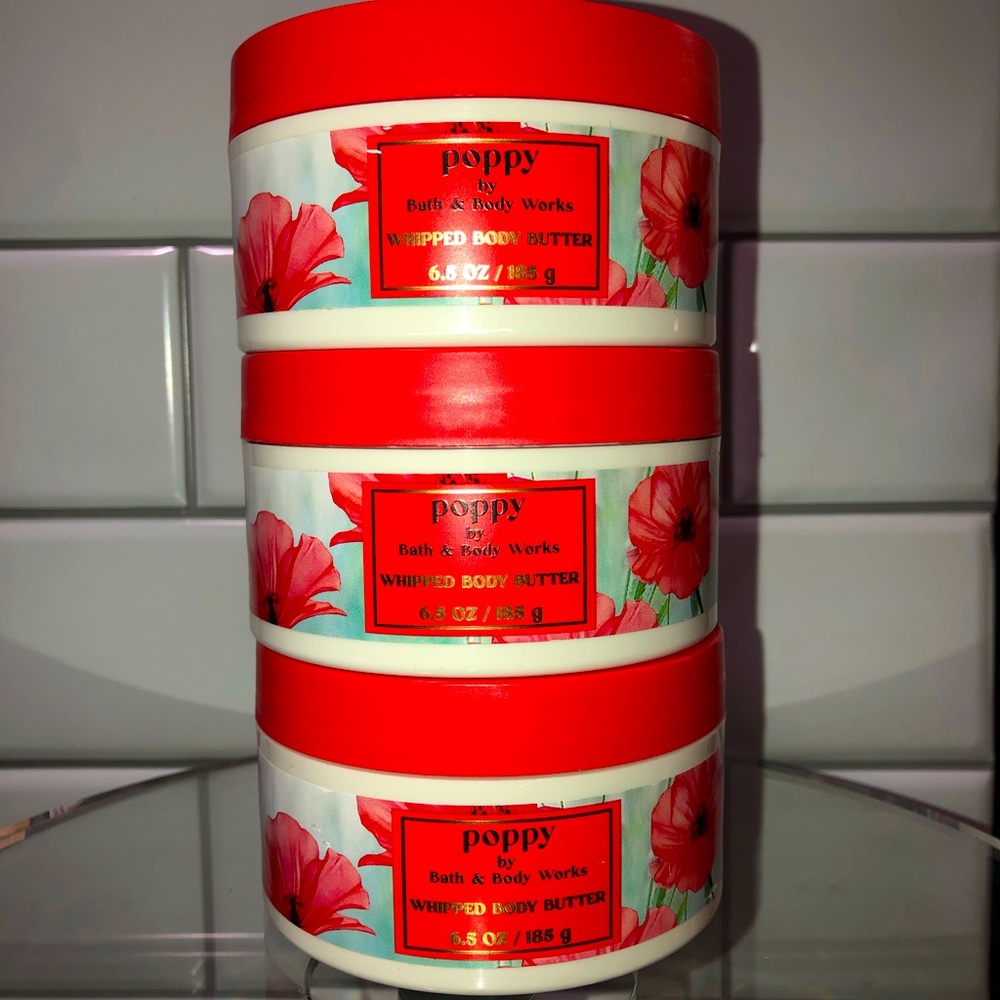 poppy
by
Bath & Body Works
WHIPPED BODY BUTTER
6.5 OZ / 185 g
poppy
by
Bath & Body Works
WHIPPED BODY BUTTER
6.5 OZ / 185 g
poppy
by
Bath & Body Works
WHIPPED BODY BUTTER
6.5 OZ / 185 g